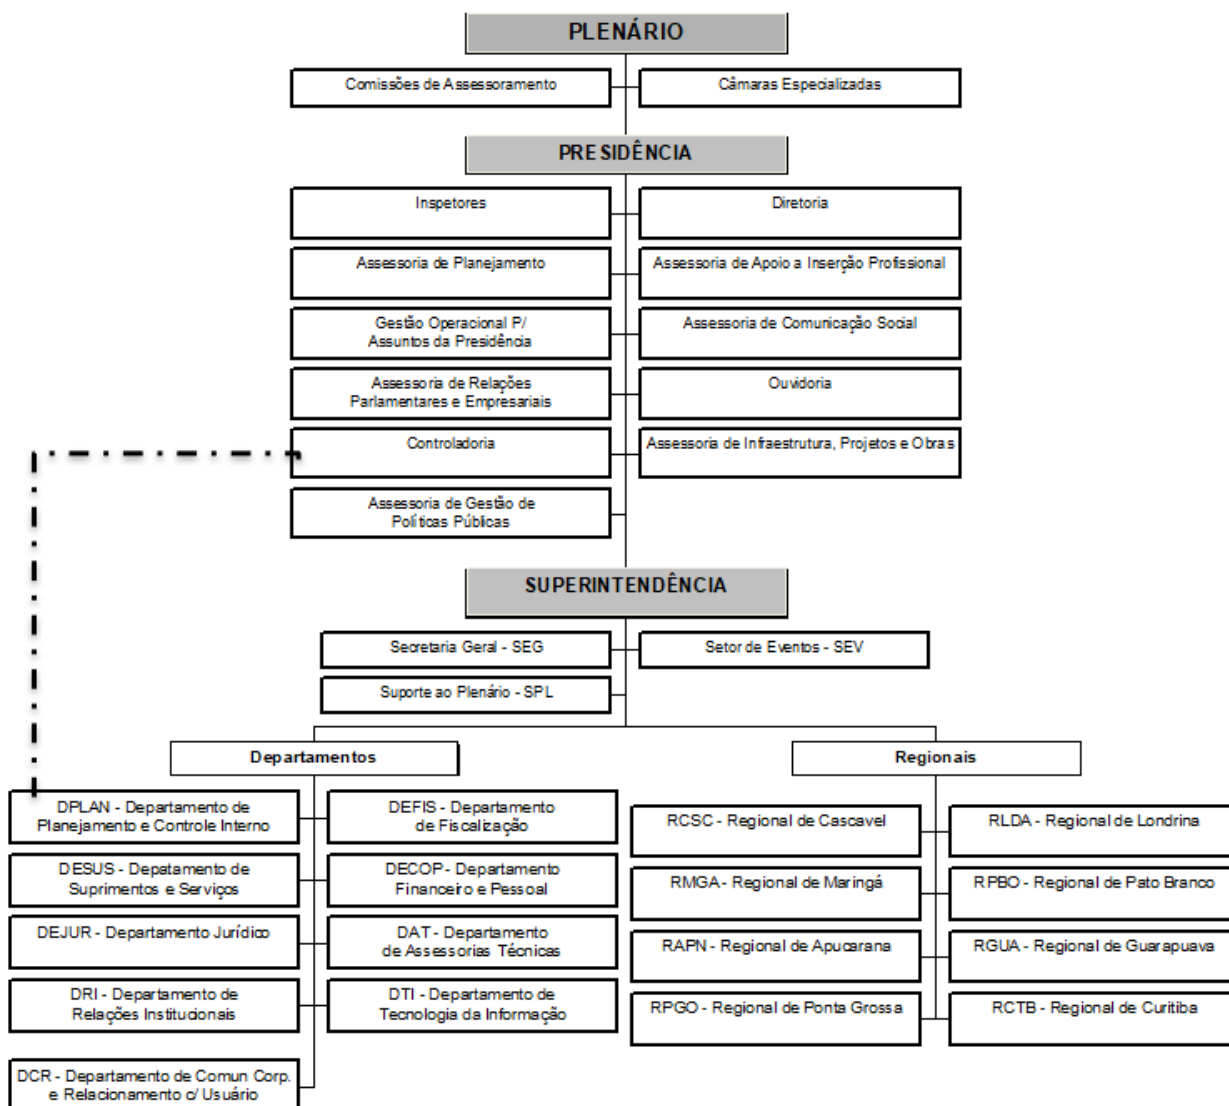 PLENÁRIO
Comissões de Assessoramento
Câmaras Especializadas
PRESIDÊNCIA
Inspetores
Diretoria
Assessoria de Planejamento
Assessoria de Apoio a Inserção Profissional
Gestão Operacional P/
Assuntos da Presidência
Assessoria de Comunicação Social
Assessoria de Relações
Parlamentares e Empresariais
Ouvidoria
Controladoria
Assessoria de Infraestrutura, Projetos e Obras
Assessoria de Gestão de
Políticas Públicas
SUPERINTENDÊNCIA
Secretaria Geral - SEG
Setor de Eventos - SEV
Suporte ao Plenário - SPL
Departamentos
Regionais
DPLAN - Departamento de
Planejamento e Controle Interno
DEFIS - Departamento
de Fiscalização
DESUS - Depatamento de
Suprimentos e Serviços
DECOP - Departamento
Financeiro e Pessoal
DEJUR - Departamento Jurídico
DAT - Departamento
de Assessorias Técnicas
DRI - Departamento de
Relações Institucionais
DTI - Departamento de
Tecnologia da Informação
DCR - Departamento de Comun Corp.
e Relacionamento c/ Usuário
RCSC - Regional de Cascavel
RLDA - Regional de Londrina
RMGA - Regional de Maringá
RPBO - Regional de Pato Branco
RAPN - Regional de Apucarana
RGUA - Regional de Guarapuava
RPGO - Regional de Ponta Grossa
RCTB - Regional de Curitiba